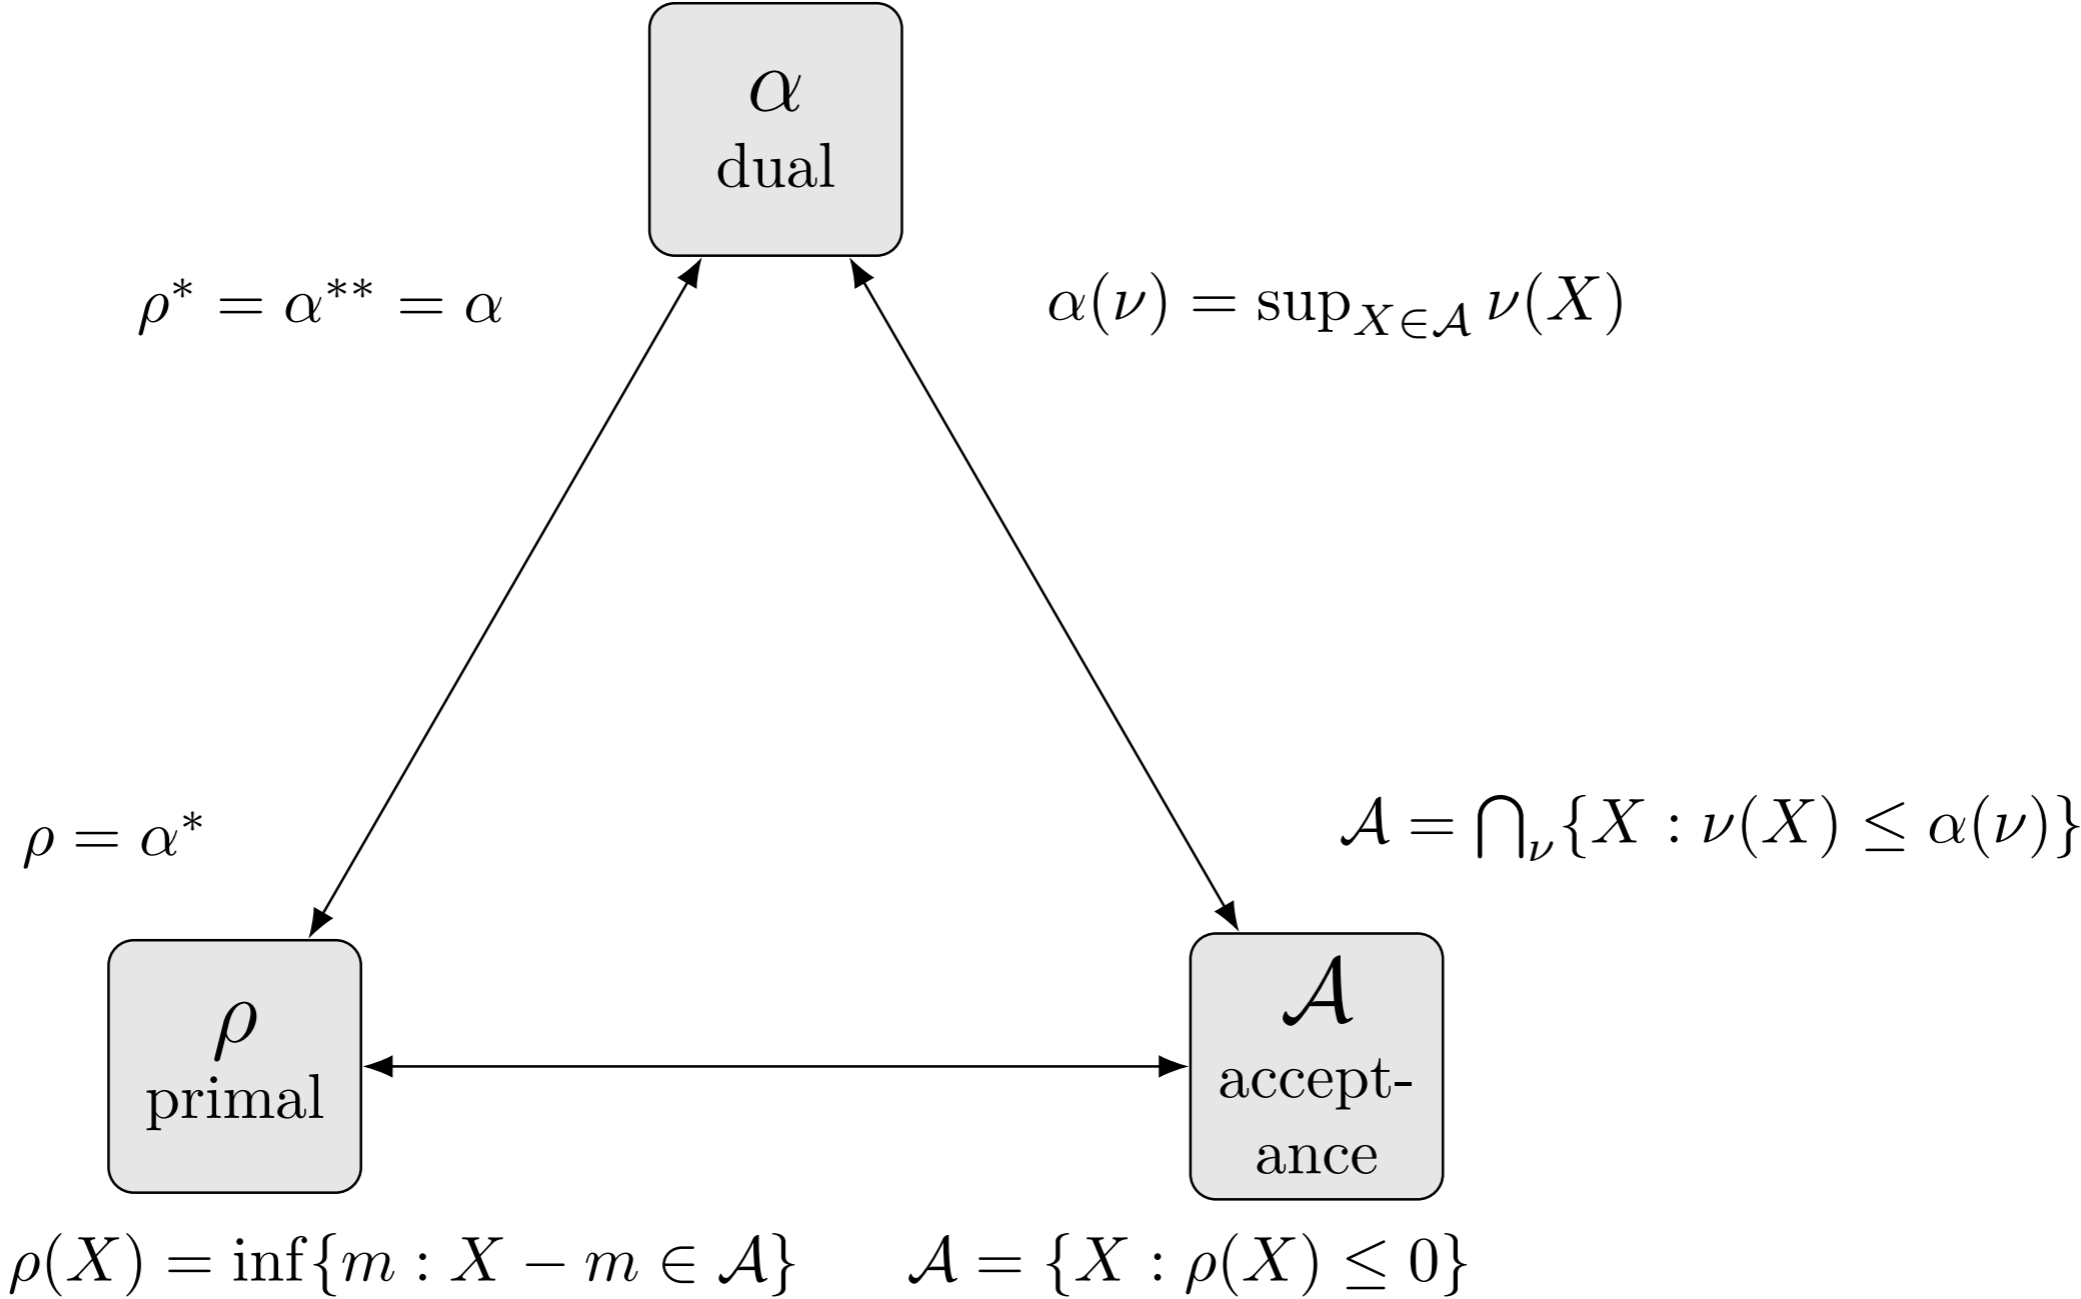 α
dual
ρ* = α** = α
α(ν) = sup_{X∈𝒜} ν(X)
ρ = α*
𝒜 = ⋂_ν {X : ν(X) ≤ α(ν)}
ρ
primal
𝒜
accept-
ance
ρ(X) = inf{m : X − m ∈ 𝒜}
𝒜 = {X : ρ(X) ≤ 0}